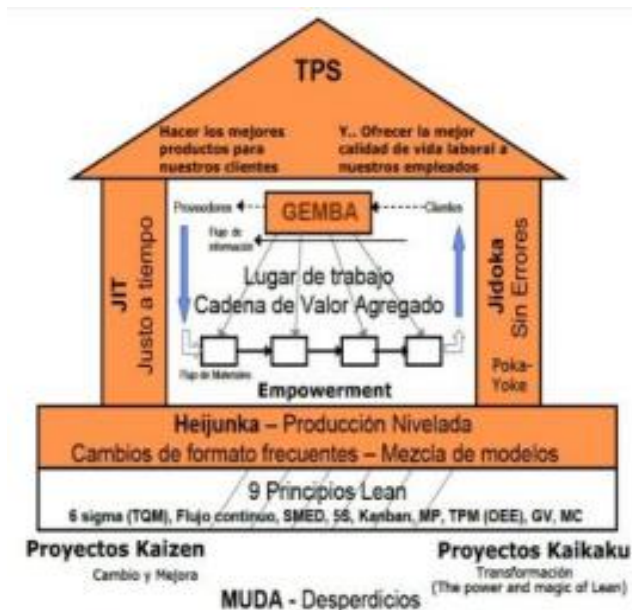 TPS
Hacer los mejores
productos para
nuestros clientes
Y.. Ofrecer la mejor
calidad de vida laboral a
nuestros empleados
Proveedores
GEMBA
Clientes
Flujo de
información
JIT
Justo a tiempo
Lugar de trabajo
Cadena de Valor Agregado
Jidoka
Sin Errores
Poka-
Yoke
Flujo de Materiales
Empowerment
Heijunka – Producción Nivelada
Cambios de formato frecuentes – Mezcla de modelos
9 Principios Lean
6 sigma (TQM), Flujo continuo, SMED, 5S, Kanban, MP, TPM (OEE), GV, MC
Proyectos Kaizen
Cambio y Mejora
Proyectos Kaikaku
Transformación
(The power and magic of Lean)
MUDA - Desperdicios